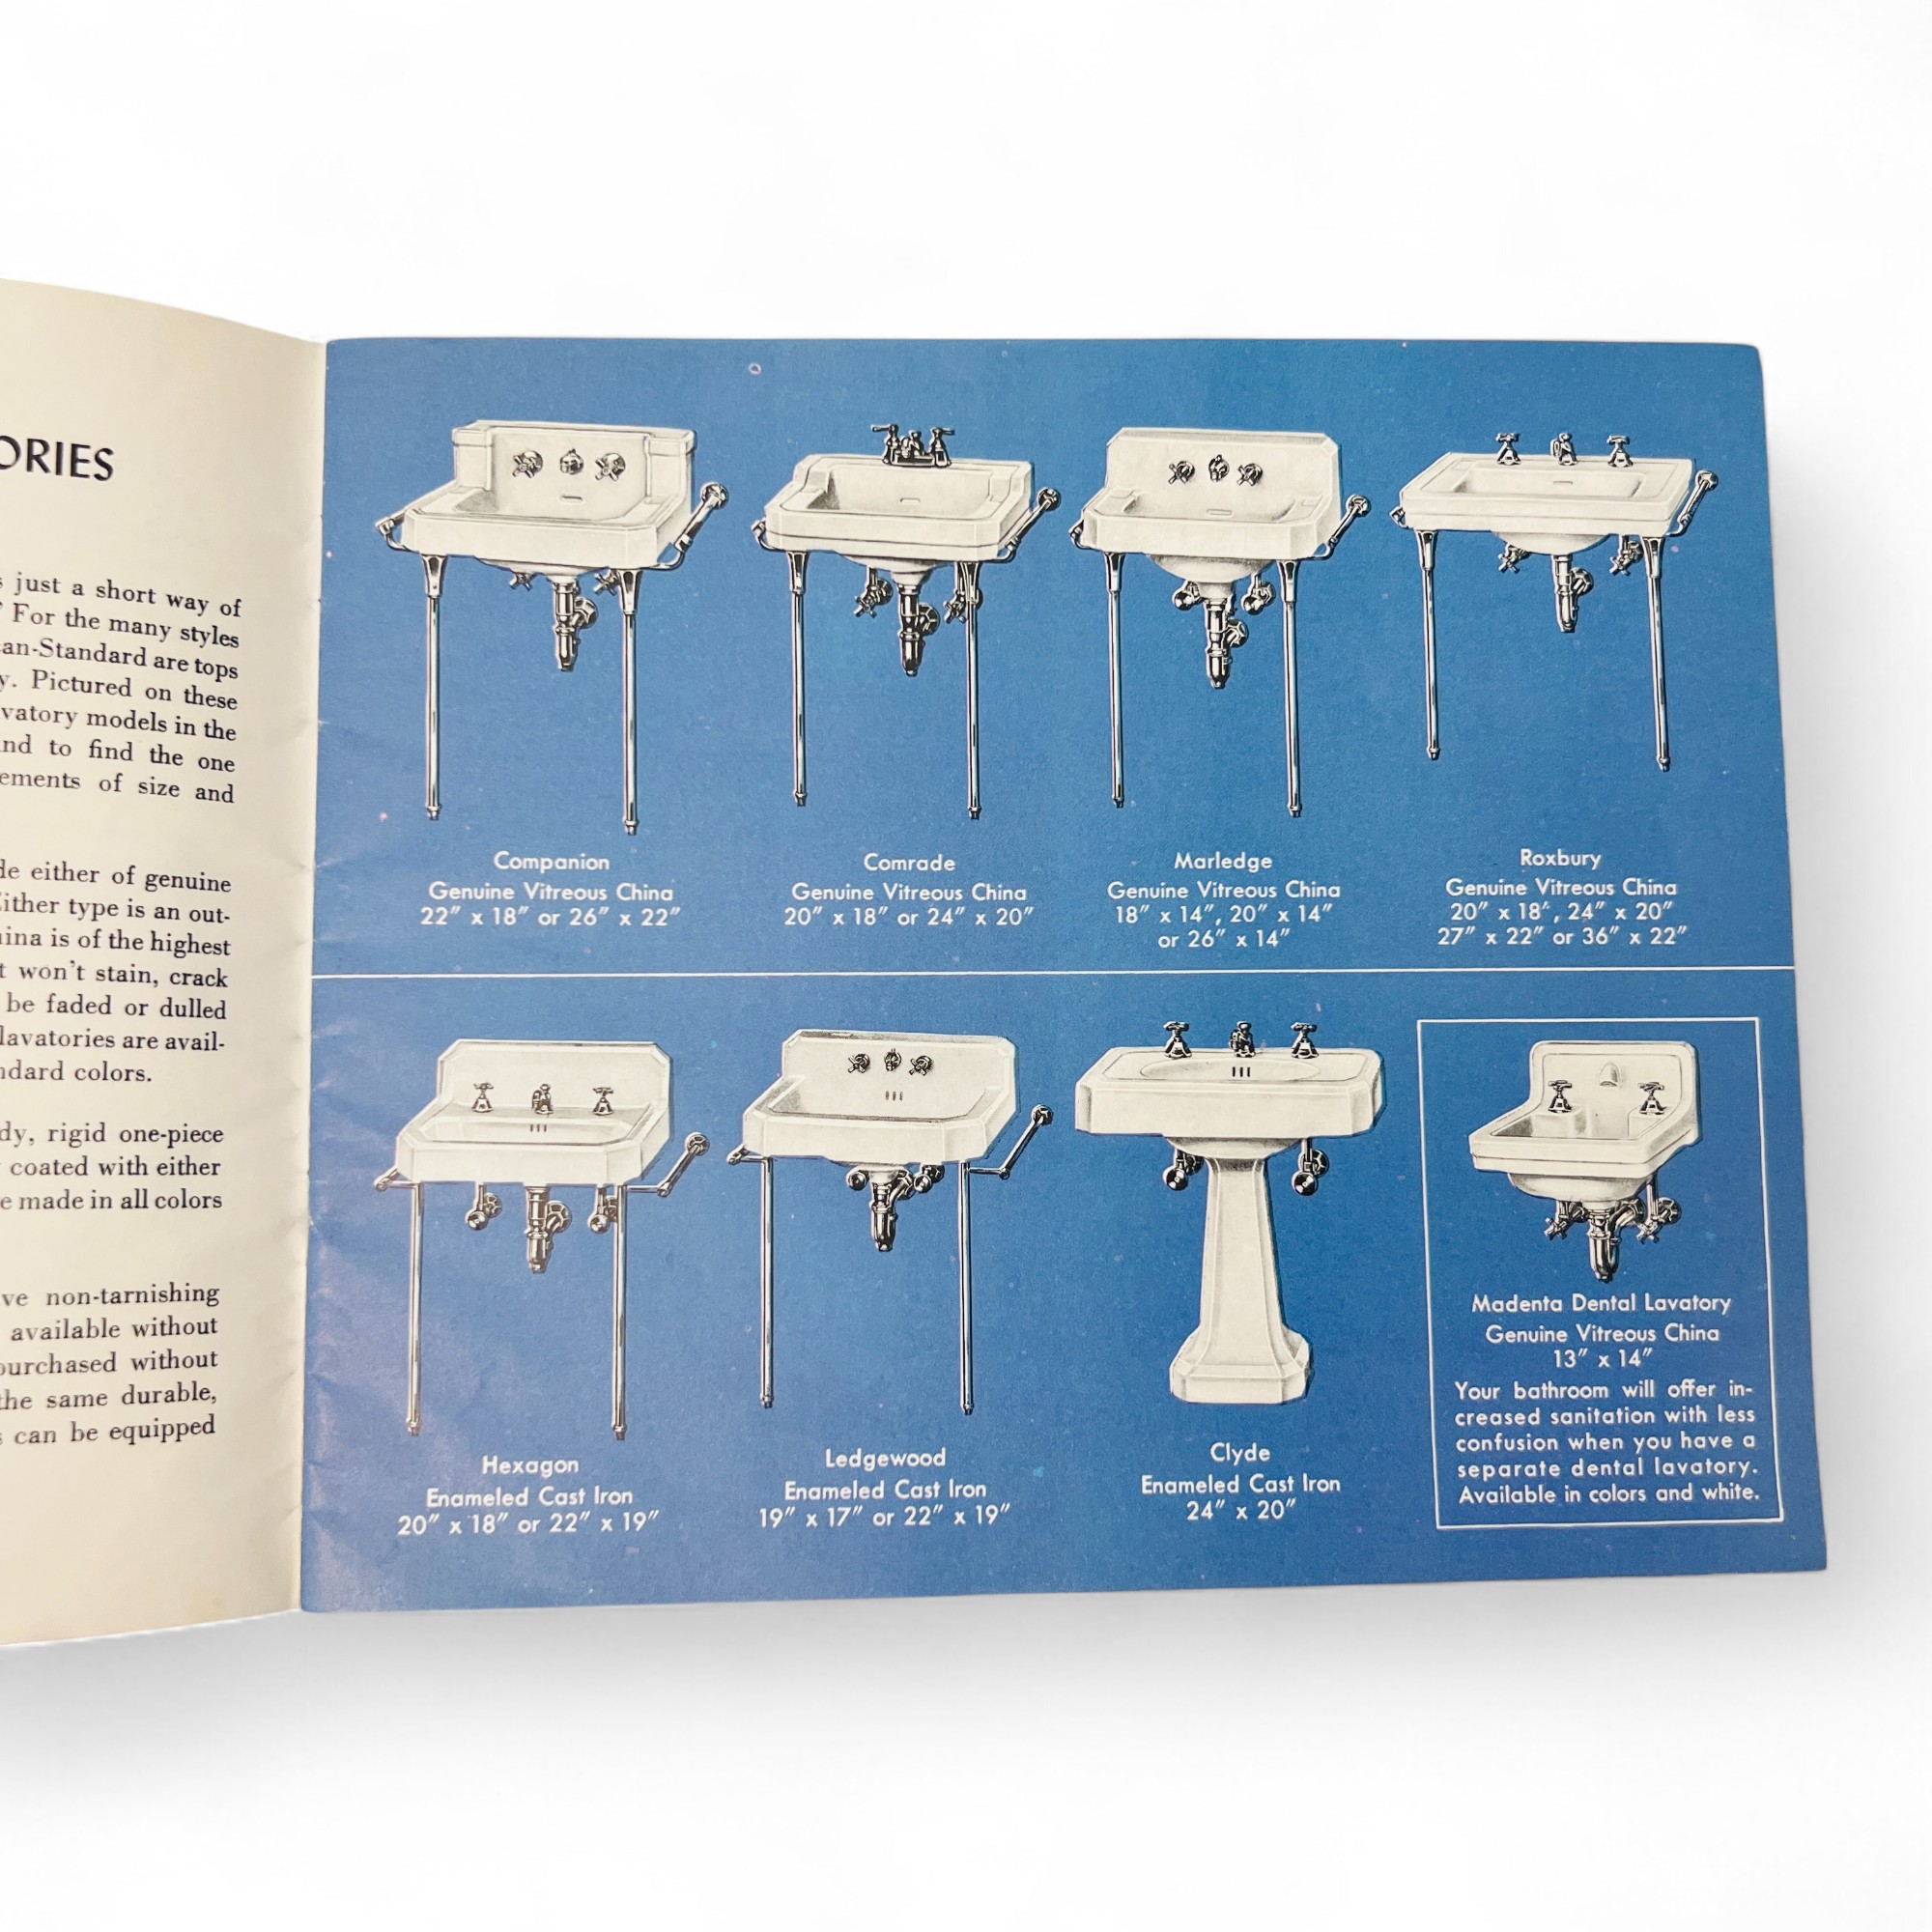 ORIES
just a short way of
For the many styles
an-Standard are tops
y. Pictured on these
vatory models in the
nd to find the one
ements of size and
de either of genuine
Either type is an out-
ina is of the highest
t won't stain, crack
be faded or dulled
lavatories are avail-
ndard colors.
dy, rigid one-piece
coated with either
e made in all colors
ve non-tarnishing
available without
purchased without
the same durable,
s can be equipped
Companion
Genuine Vitreous China
22" x 18" or 26" x 22"
Comrade
Genuine Vitreous China
20" x 18" or 24" x 20"
Marledge
Genuine Vitreous China
18" x 14", 20" x 14"
or 26" x 14"
Roxbury
Genuine Vitreous China
20" x 18", 24" x 20"
27" x 22" or 36" x 22"
Hexagon
Enameled Cast Iron
20" x 18" or 22" x 19"
Ledgewood
Enameled Cast Iron
19" x 17" or 22" x 19"
Clyde
Enameled Cast Iron
24" x 20"
Madenta Dental Lavatory
Genuine Vitreous China
13" x 14"
Your bathroom will offer in-
creased sanitation with less
confusion when you have a
separate dental lavatory.
Available in colors and white.